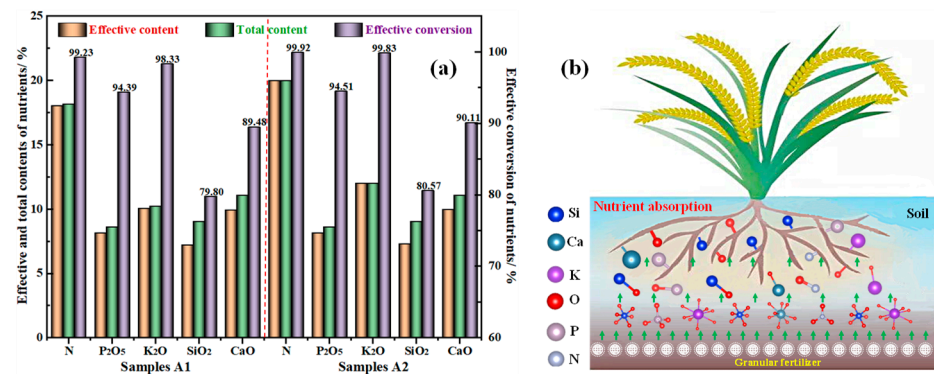 Effective and total contents of nutrients/ %
25
20
15
10
5
0
Effective content
Total content
Effective conversion
(a)
99.23
94.39
98.33
79.80
89.48
99.92
94.51
99.83
80.57
90.11
N
P₂O₅
K₂O
SiO₂
CaO
N
P₂O₅
K₂O
SiO₂
CaO
Samples A1
Samples A2
100
90
80
70
60
Effective conversion of nutrients/ %
(b)
Nutrient absorption
Soil
Si
Ca
K
O
P
N
Granular fertilizer